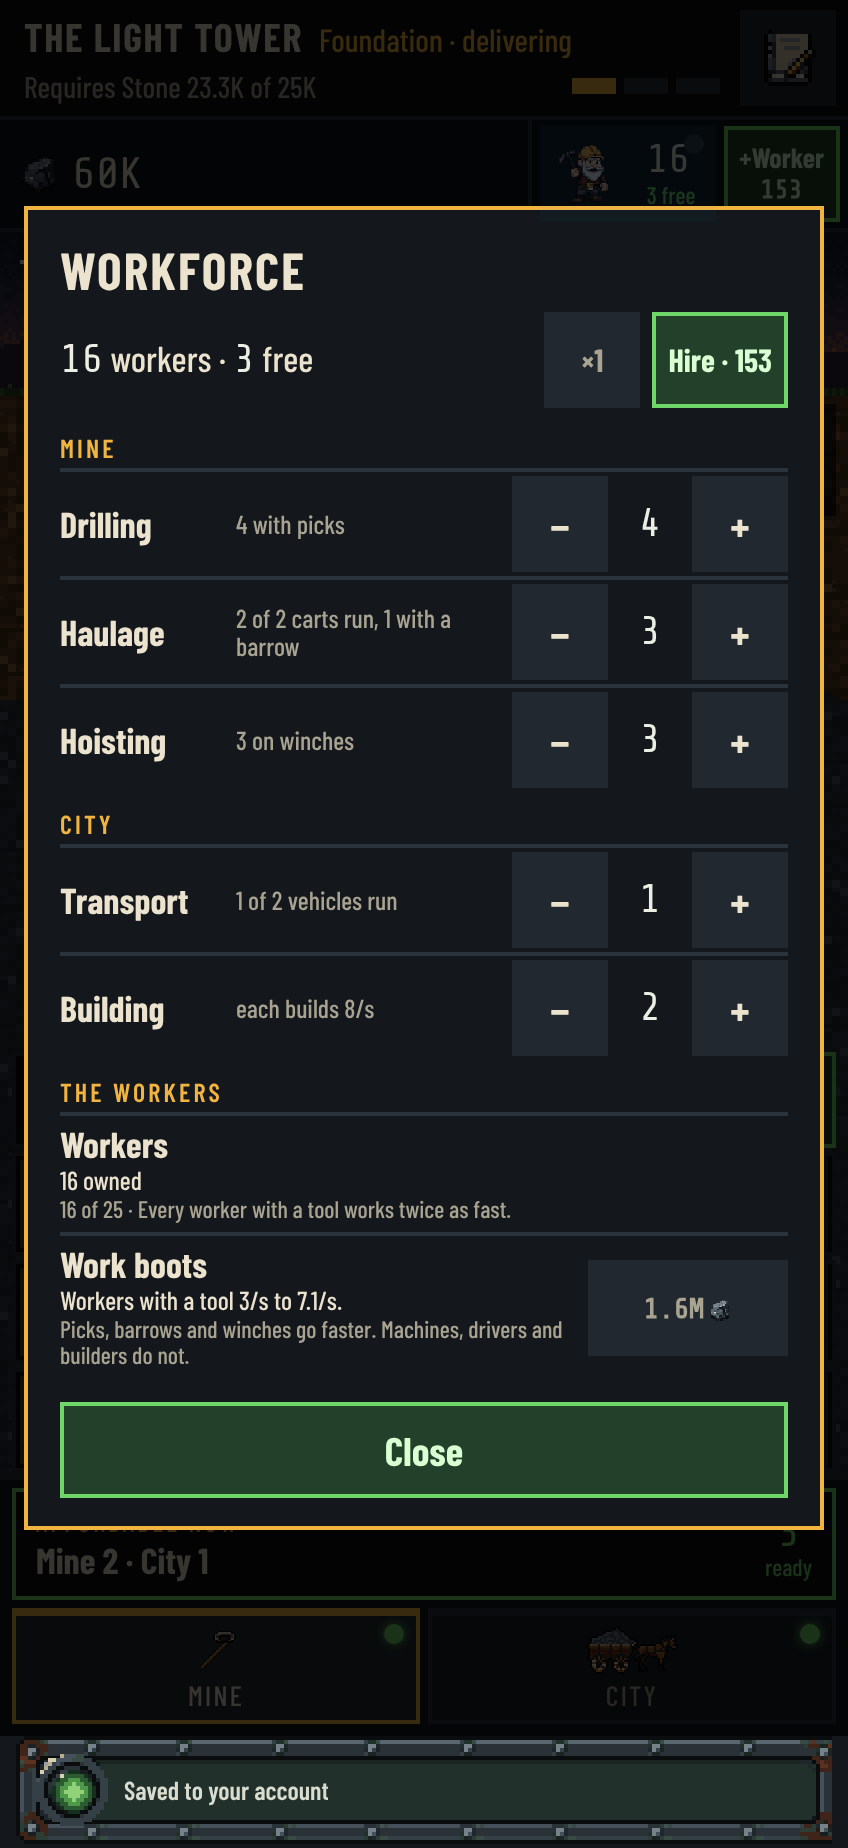 THE LIGHT TOWER Foundation · delivering
Requires Stone 23.3K of 25K
60K
16
3 free
+Worker
153
WORKFORCE
16 workers · 3 free
×1
Hire · 153
MINE
Drilling
4 with picks
– 4 +
Haulage
2 of 2 carts run, 1 with a
barrow
– 3 +
Hoisting
3 on winches
– 3 +
CITY
Transport
1 of 2 vehicles run
– 1 +
Building
each builds 8/s
– 2 +
THE WORKERS
Workers
16 owned
16 of 25 · Every worker with a tool works twice as fast.
Work boots
Workers with a tool 3/s to 7.1/s.
Picks, barrows and winches go faster. Machines, drivers and
builders do not.
1.6M
Close
Mine 2 · City 1
ready
MINE
CITY
Saved to your account